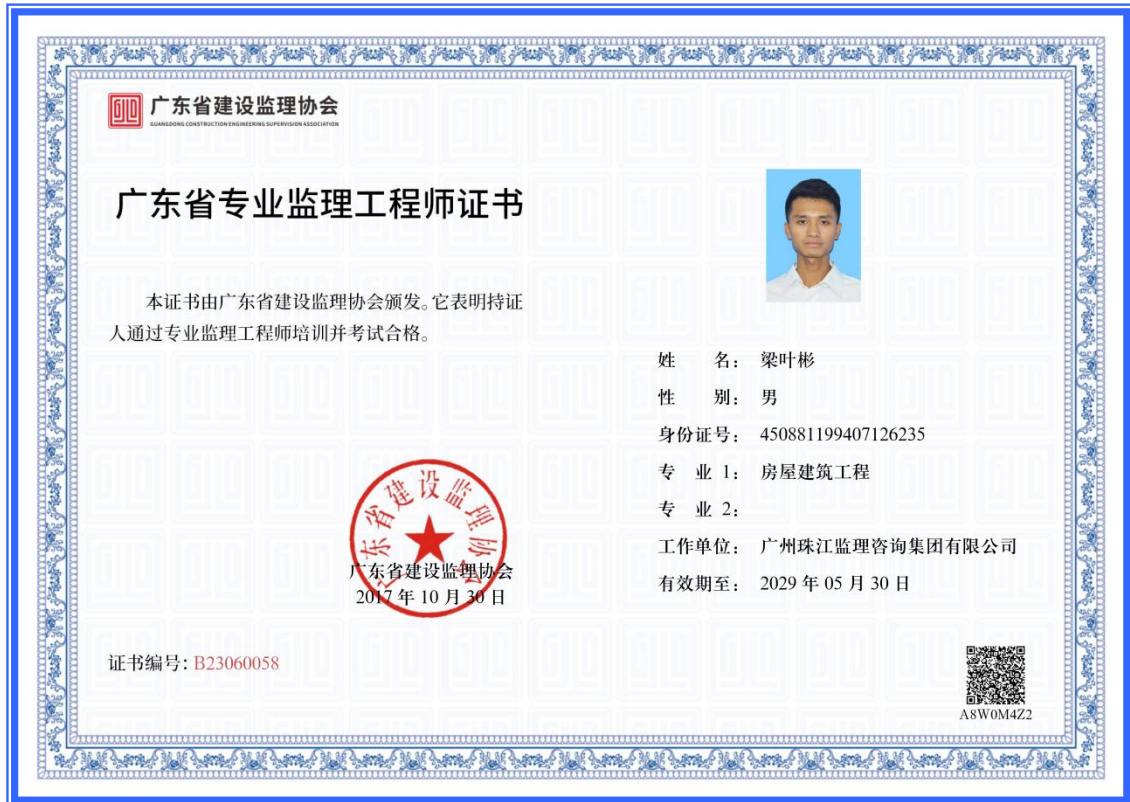 广东省建设监理协会
GUANGDONG CONSTRUCTION ENGINEERING SUPERVISION ASSOCIATION
广东省专业监理工程师证书
本证书由广东省建设监理协会颁发。它表明持证
人通过专业监理工程师培训并考试合格。
姓 名： 梁叶彬
性 别： 男
身份证号： 450881199407126235
专 业 1： 房屋建筑工程
专 业 2：
工作单位： 广州珠江监理咨询集团有限公司
有效期至： 2029 年 05 月 30 日
广东省建设监理协会
广东省建设监理协会
2017 年 10 月 30 日
证书编号：B23060058
A8W0M4Z2